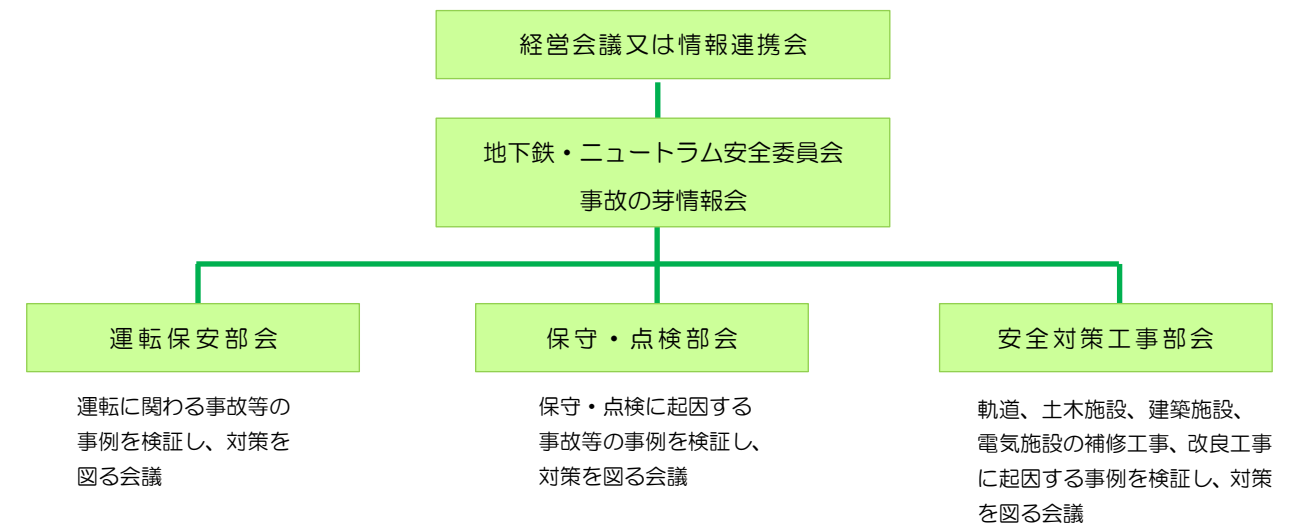 経営会議又は情報連携会
地下鉄・ニュートラム安全委員会
事故の芽情報会
運転保安部会
保守・点検部会
安全対策工事部会
運転に関わる事故等の
事例を検証し、対策を
図る会議
保守・点検に起因する
事故等の事例を検証し、
対策を図る会議
軌道、土木施設、建築施設、
電気施設の補修工事、改良工事
に起因する事例を検証し、対策
を図る会議